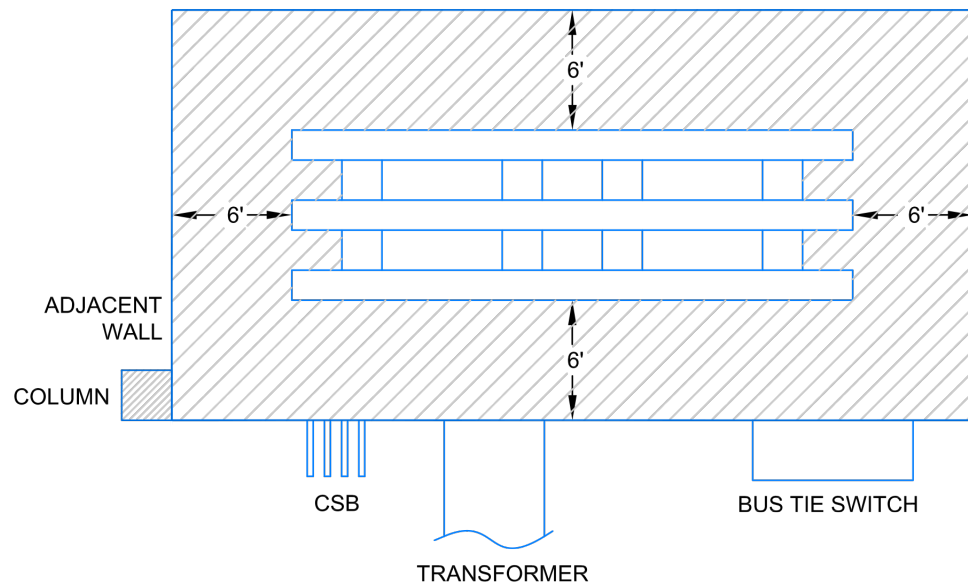 6'
6'
6'
ADJACENT
WALL
6'
COLUMN
CSB
BUS TIE SWITCH
TRANSFORMER